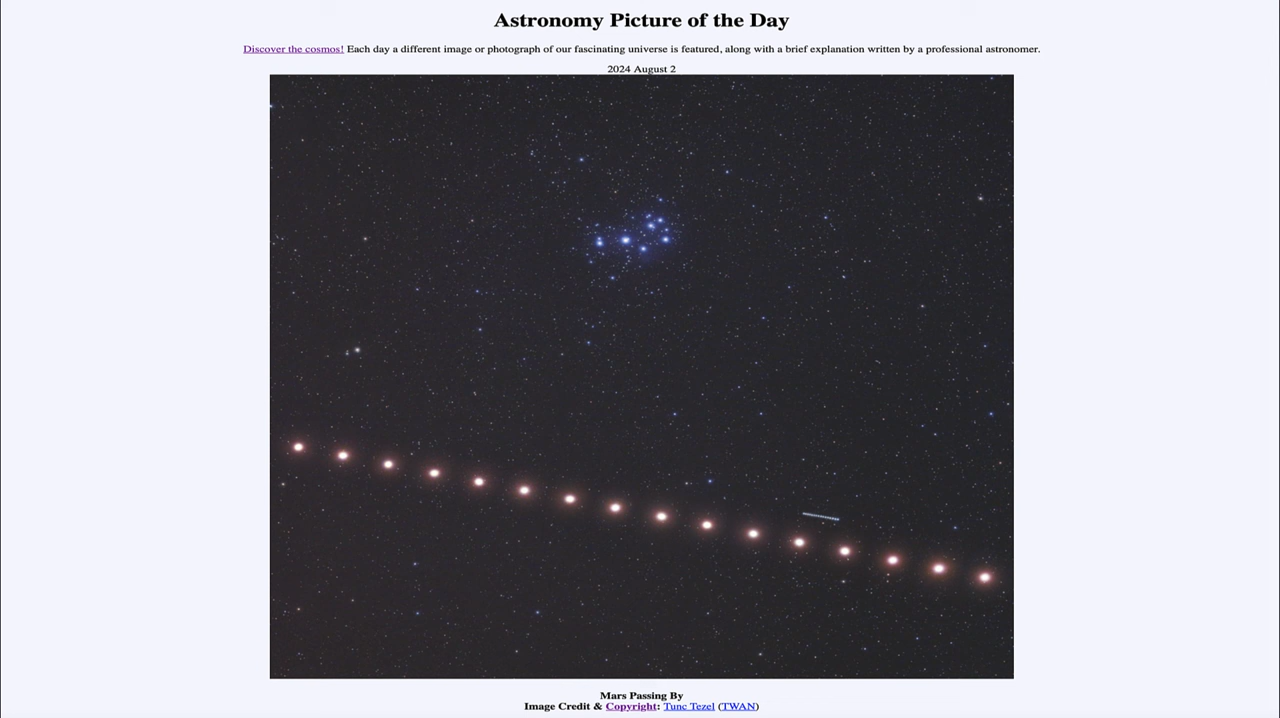 Astronomy Picture of the Day
Discover the cosmos! Each day a different image or photograph of our fascinating universe is featured, along with a brief explanation written by a professional astronomer.
2024 August 2
Mars Passing By
Image Credit & Copyright: Tunc Tezel (TWAN)